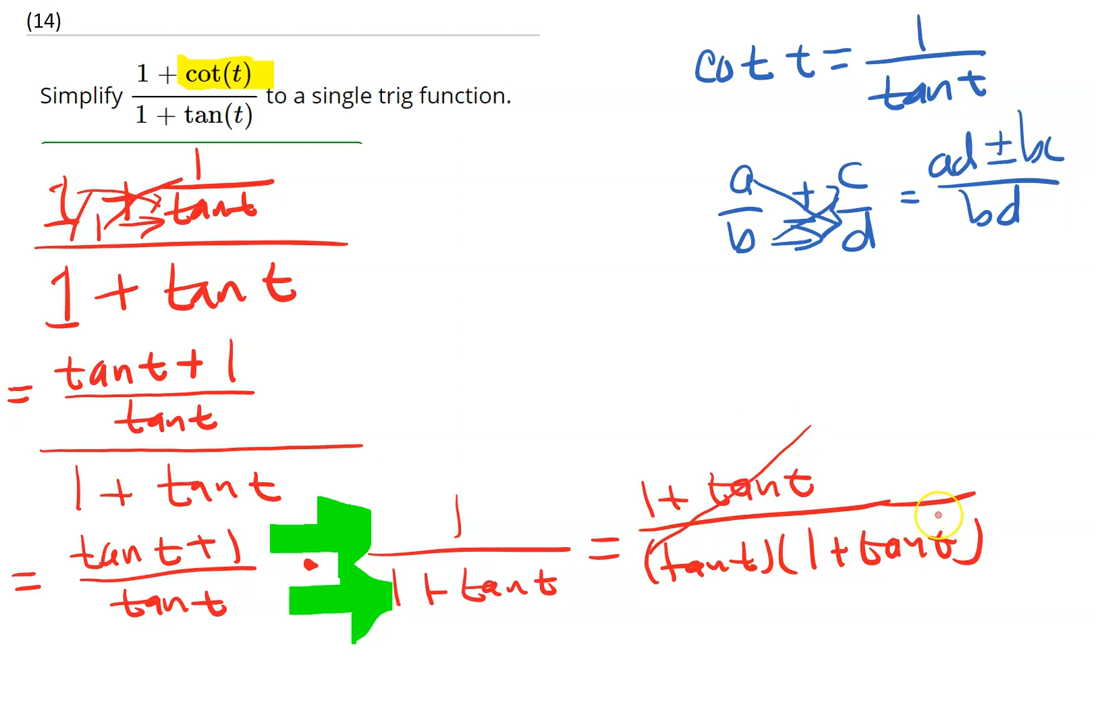 (14)
Simplify (1 + cot(t))/(1 + tan(t)) to a single trig function.
cot t = 1/tan t
a/b ± c/d = (ad ± bc)/bd
(1/1 + 1/tan t)/(1 + tan t)
= ((tan t + 1)/tan t)/(1 + tan t)
= (tan t + 1)/tan t · 1/(1 + tan t) = (1 + tan t)/((tan t)(1 + tan t))